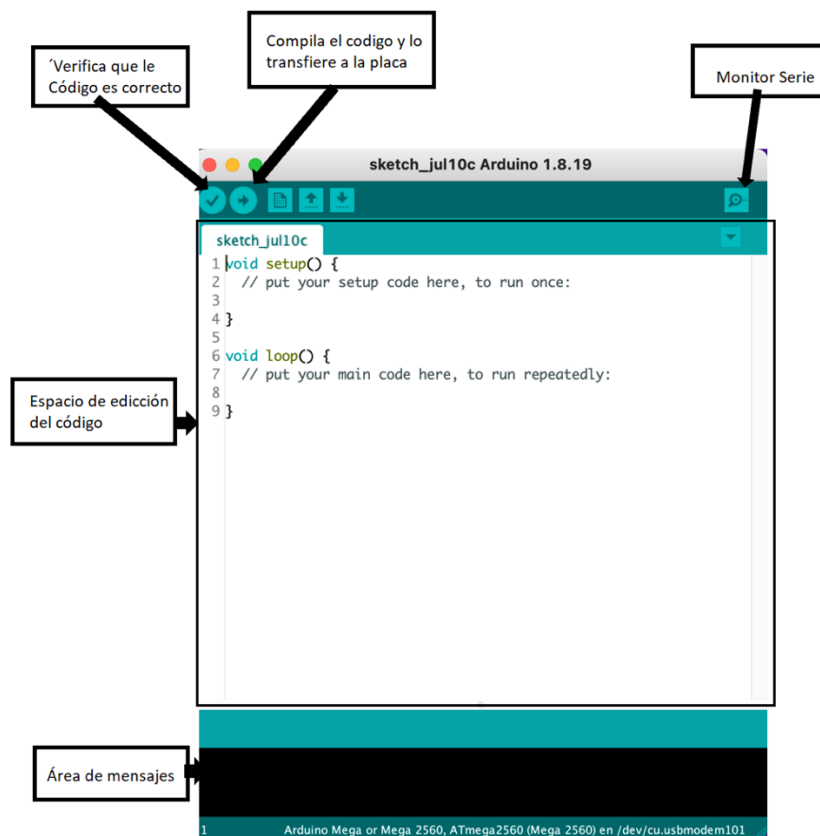 ´Verifica que le
Código es correcto
Compila el codigo y lo
transfiere a la placa
Monitor Serie
sketch_jul10c Arduino 1.8.19
sketch_jul10c
1 void setup() {
2 // put your setup code here, to run once:
3
4 }
5
6 void loop() {
7 // put your main code here, to run repeatedly:
8
9 }
Espacio de edicción
del código
Área de mensajes
1 Arduino Mega or Mega 2560, ATmega2560 (Mega 2560) en /dev/cu.usbmodem101